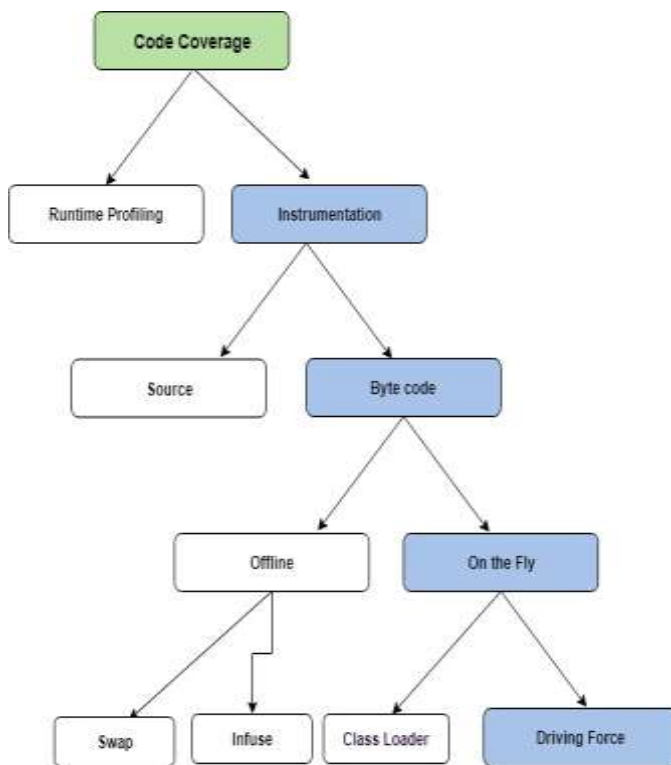 Code Coverage
Runtime Profiling
Instrumentation
Source
Byte code
Offline
On the Fly
Swap
Infuse
Class Loader
Driving Force